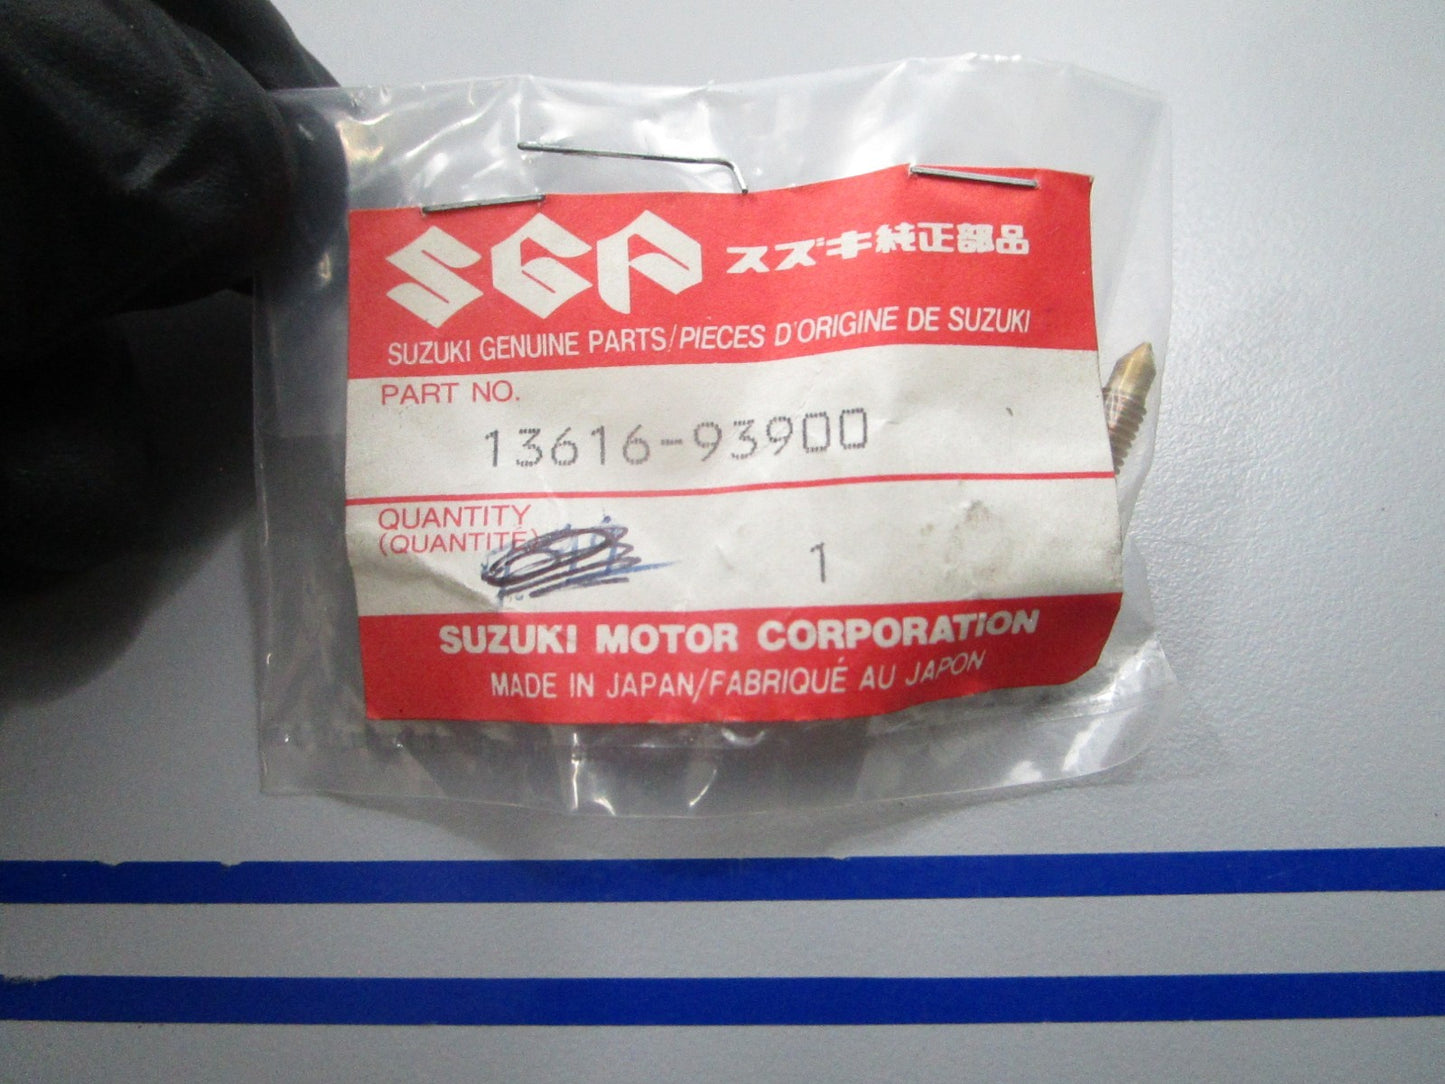 SGP スズキ純正部品
SUZUKI GENUINE PARTS/PIECES D'ORIGINE DE SUZUKI
PART NO.
13616-93900
QUANTITY
(QUANTITÉ)
1
SUZUKI MOTOR CORPORATION
MADE IN JAPAN/FABRIQUÉ AU JAPON